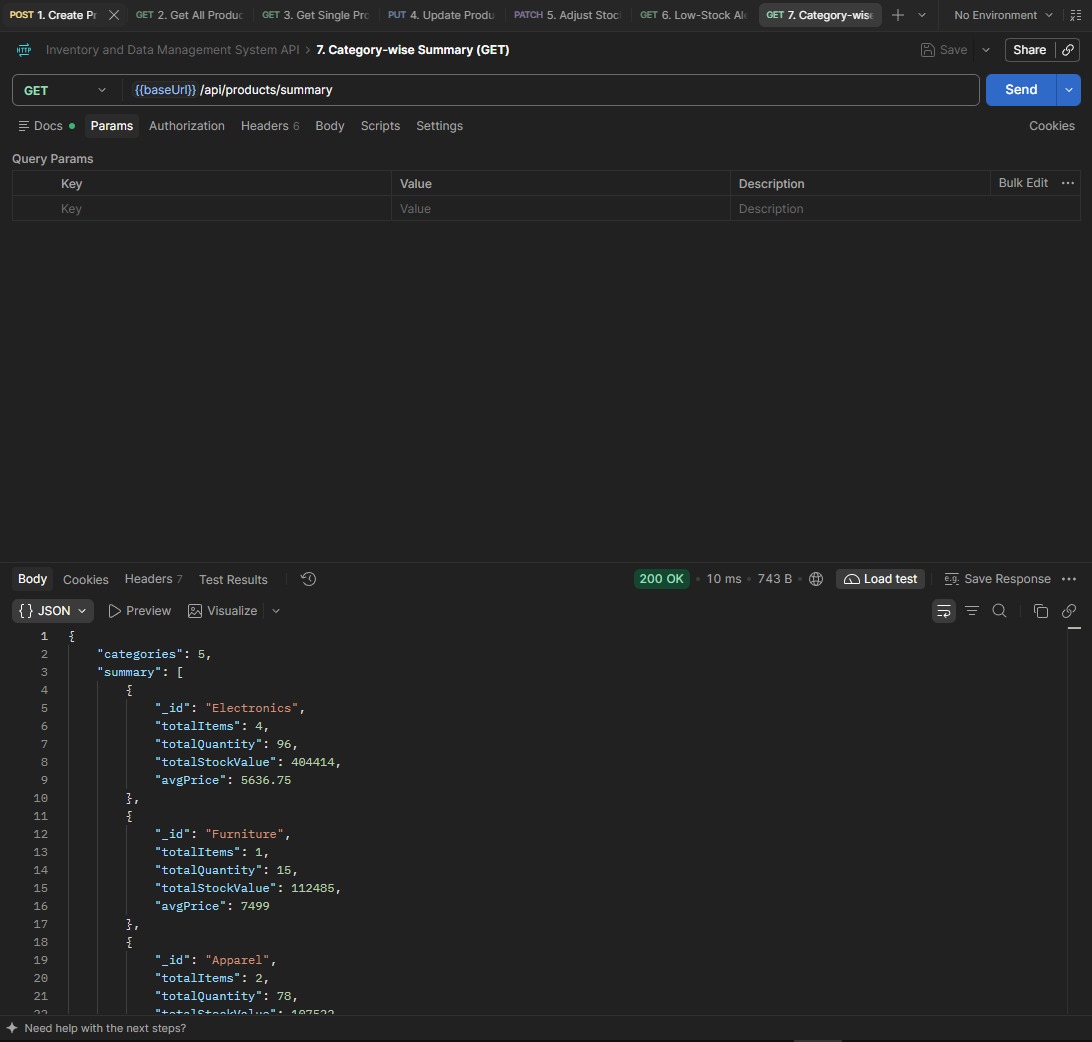 POST 1. Create Pr GET 2. Get All Produc GET 3. Get Single Pro PUT 4. Update Produ PATCH 5. Adjust Stoc GET 6. Low-Stock Al GET 7. Category-wise No Environment
HTTP Inventory and Data Management System API > 7. Category-wise Summary (GET) Save Share
GET {{baseUrl}} /api/products/summary Send
Docs Params Authorization Headers 6 Body Scripts Settings Cookies
Query Params
Key Value Description Bulk Edit
Key Value Description
Body Cookies Headers 7 Test Results 200 OK 10 ms 743 B Load test e.g. Save Response
{} JSON Preview Visualize
1 {
2 "categories": 5,
3 "summary": [
4 {
5 "_id": "Electronics",
6 "totalItems": 4,
7 "totalQuantity": 96,
8 "totalStockValue": 404414,
9 "avgPrice": 5636.75
10 },
11 {
12 "_id": "Furniture",
13 "totalItems": 1,
14 "totalQuantity": 15,
15 "totalStockValue": 112485,
16 "avgPrice": 7499
17 },
18 {
19 "_id": "Apparel",
20 "totalItems": 2,
21 "totalQuantity": 78,
22 "totalStockValue": 107522
Need help with the next steps?